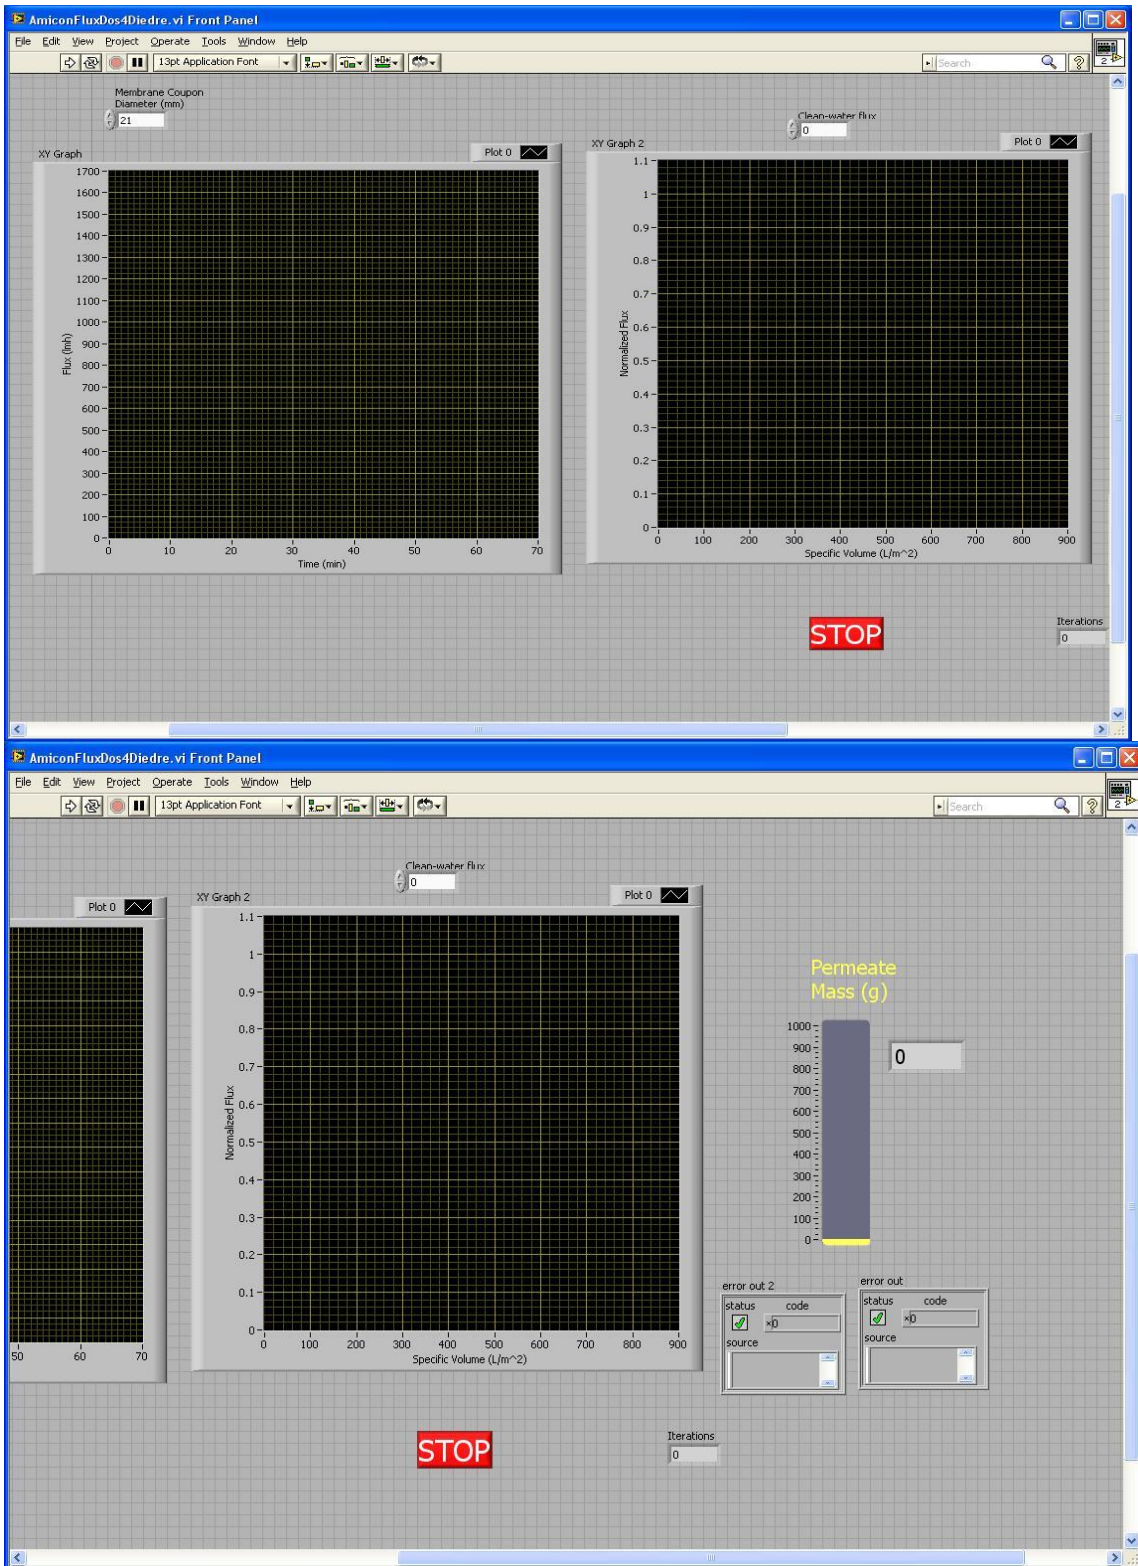 AmiconFluxDos4Diedre.vi Front Panel
File Edit View Project Operate Tools Window Help
13pt Application Font
Search
2
Membrane Coupon
Diameter (mm)
21
Clean-water flux
0
XY Graph
Plot 0
1700
1600
1500
1400
1300
1200
1100
1000
900
800
700
600
500
400
300
200
100
0
Flux (lmh)
0 10 20 30 40 50 60 70
Time (min)
XY Graph 2
Plot 0
1.1
1
0.9
0.8
0.7
0.6
0.5
0.4
0.3
0.2
0.1
0
Normalized Flux
0 100 200 300 400 500 600 700 800 900
Specific Volume (L/m^2)
STOP
Iterations
0
AmiconFluxDos4Diedre.vi Front Panel
File Edit View Project Operate Tools Window Help
13pt Application Font
Search
2
Clean-water flux
0
Plot 0
50 60 70
XY Graph 2
Plot 0
1.1
1
0.9
0.8
0.7
0.6
0.5
0.4
0.3
0.2
0.1
0
Normalized Flux
0 100 200 300 400 500 600 700 800 900
Specific Volume (L/m^2)
Permeate
Mass (g)
1000
900
800
700
600
500
400
300
200
100
0
0
error out 2
status code
×0
source
error out
status code
×0
source
STOP
Iterations
0